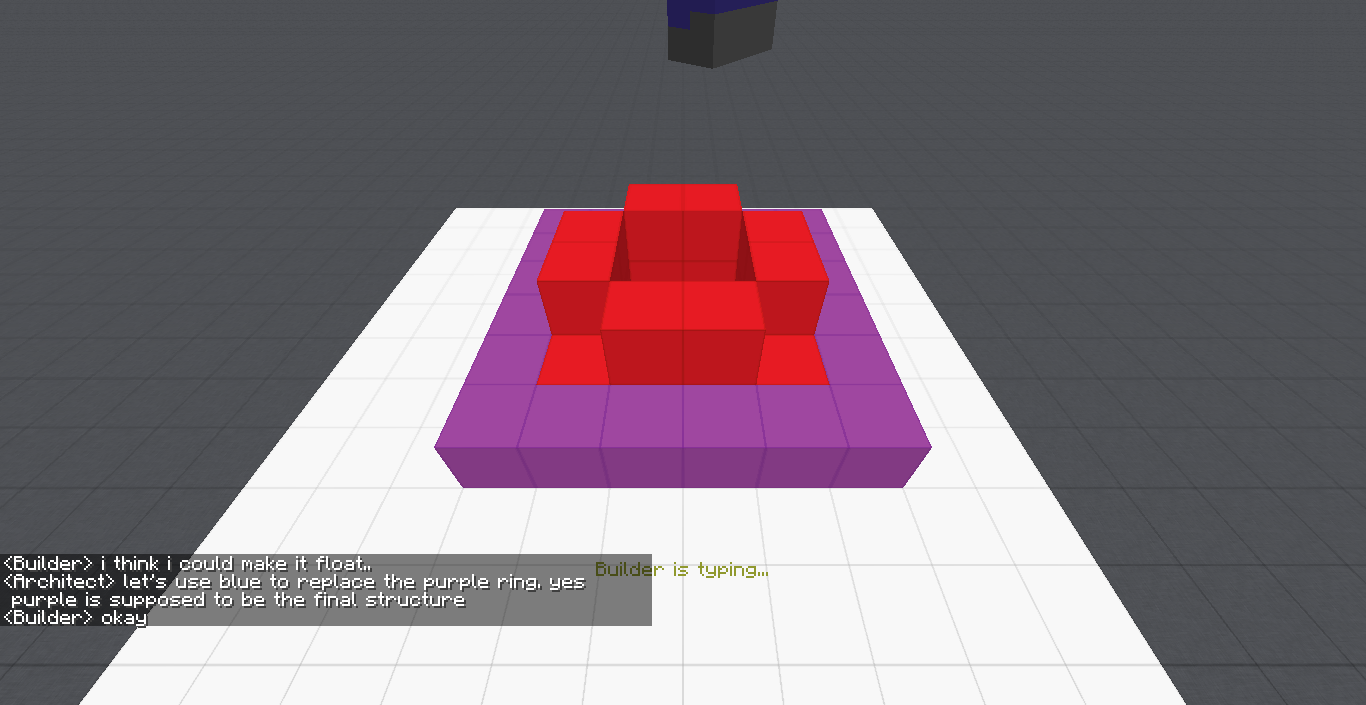 <Builder> i think i could make it float..
<Architect> let's use blue to replace the purple ring. yes
purple is supposed to be the final structure
<Builder> okay
Builder is typing...